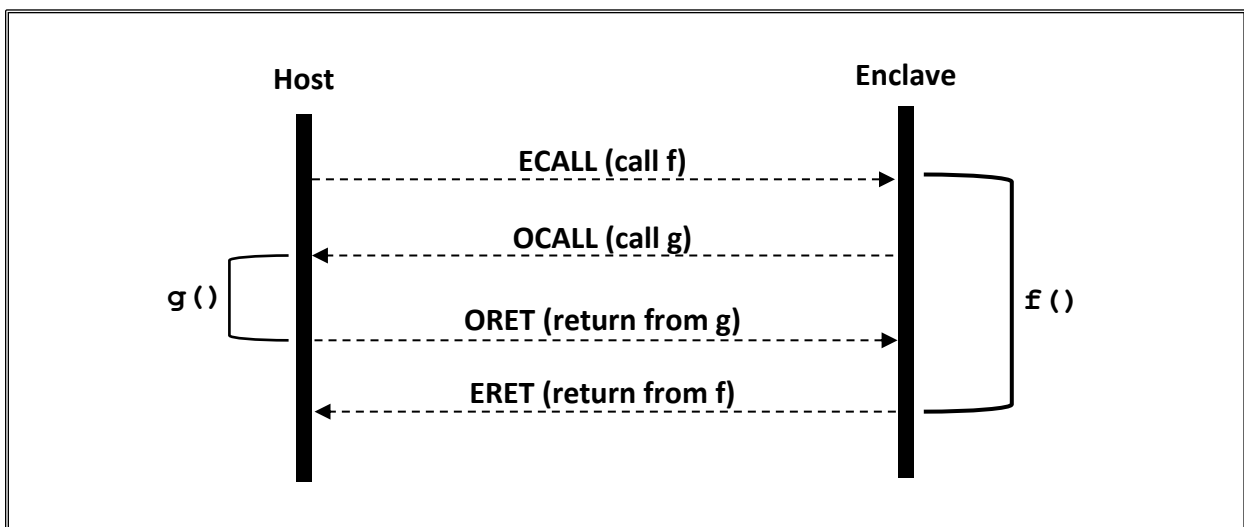 Host
Enclave
ECALL (call f)
OCALL (call g)
g()
f()
ORET (return from g)
ERET (return from f)